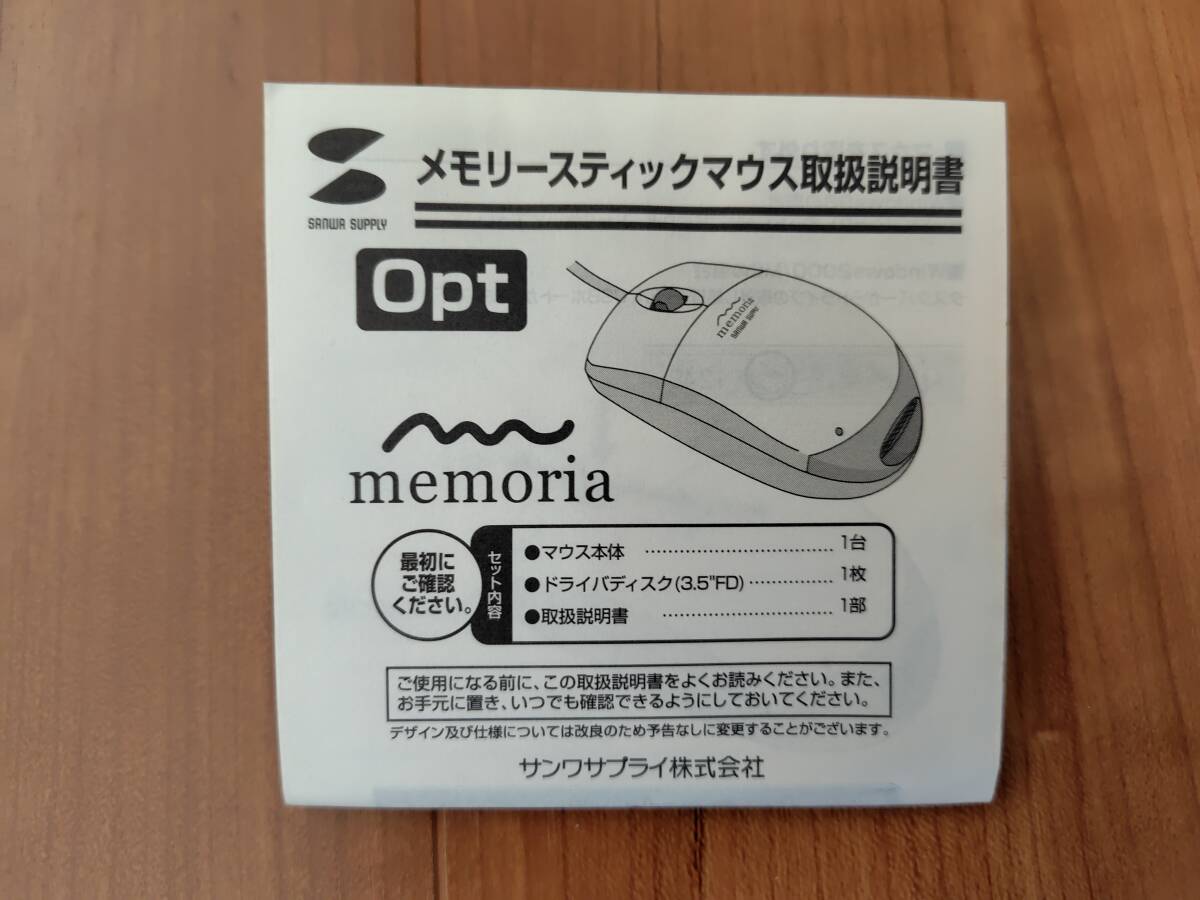 メモリースティックマウス取扱説明書
SANWA SUPPLY
Opt
memoria
SANWA SUPPLY
memoria
最初に
ご確認
ください。
セット内容
●マウス本体 ………………………… 1台
●ドライバディスク(3.5"FD) ………… 1枚
●取扱説明書 ……………………… 1部
ご使用になる前に、この取扱説明書をよくお読みください。また、
お手元に置き、いつでも確認できるようにしておいてください。
デザイン及び仕様については改良のため予告なしに変更することがございます。
サンワサプライ株式会社